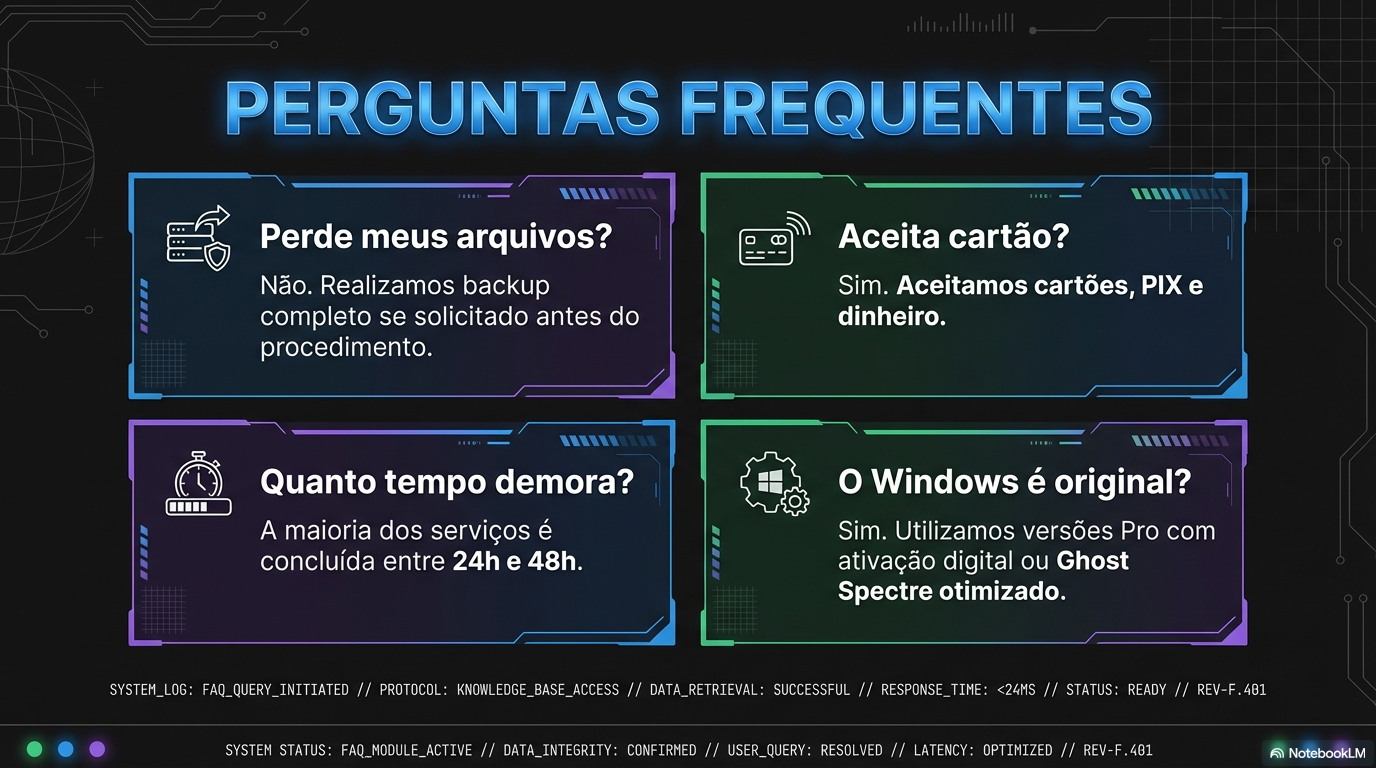 PERGUNTAS FREQUENTES
Perde meus arquivos?
Não. Realizamos backup
completo se solicitado antes do
procedimento.
Aceita cartão?
Sim. Aceitamos cartões, PIX e
dinheiro.
Quanto tempo demora?
A maioria dos serviços é
concluída entre 24h e 48h.
O Windows é original?
Sim. Utilizamos versões Pro com
ativação digital ou Ghost
Spectre otimizado.
SYSTEM_LOG: FAQ_QUERY_INITIATED // PROTOCOL: KNOWLEDGE_BASE_ACCESS // DATA_RETRIEVAL: SUCCESSFUL // RESPONSE_TIME: <24MS // STATUS: READY // REV-F.401
SYSTEM STATUS: FAQ_MODULE_ACTIVE // DATA_INTEGRITY: CONFIRMED // USER_QUERY: RESOLVED // LATENCY: OPTIMIZED // REV-F.401
NotebookLM